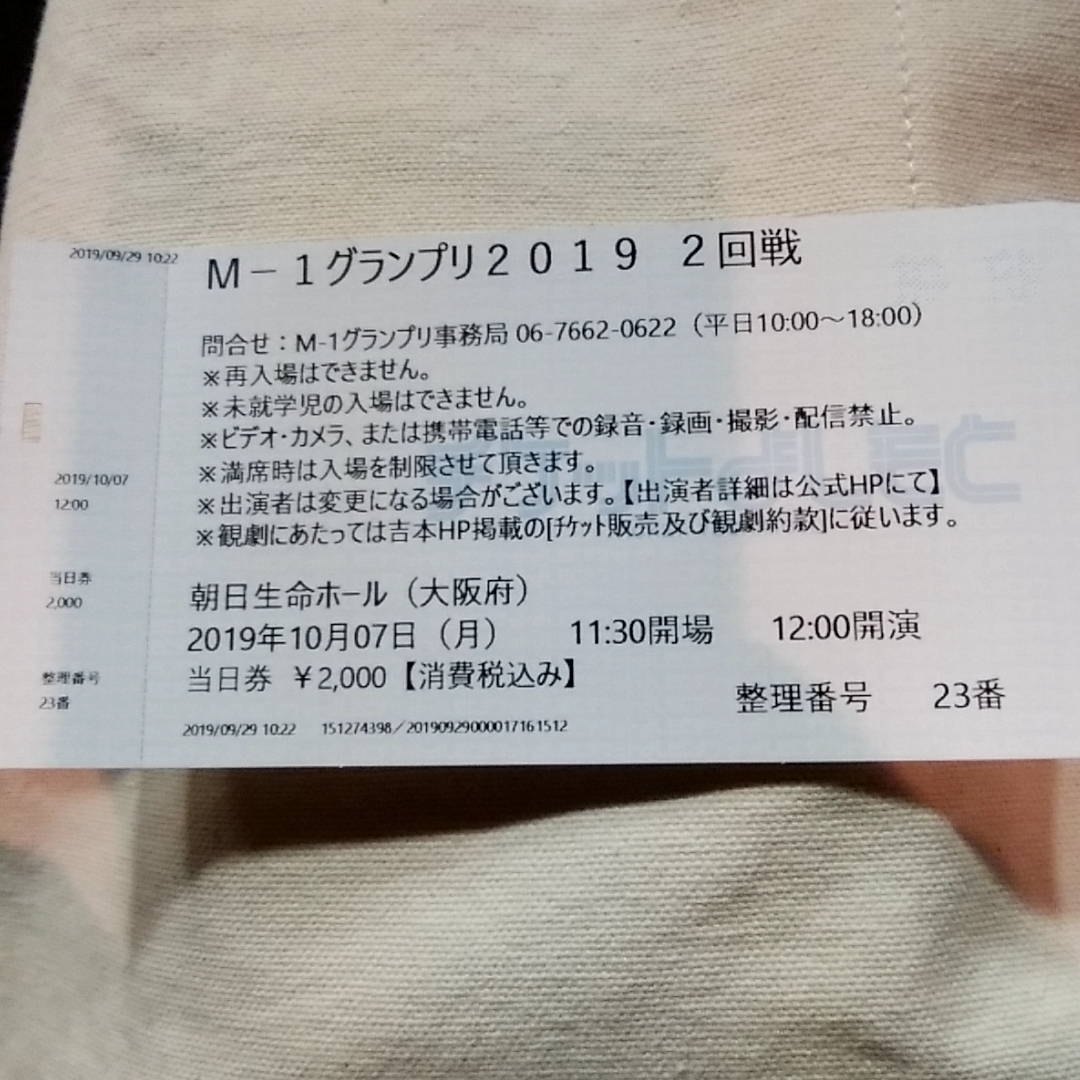 2019/09/29 10:22
M－1グランプリ２０１９ ２回戦
問合せ：M-1グランプリ事務局 06-7662-0622（平日10:00～18:00）
※再入場はできません。
※未就学児の入場はできません。
※ビデオ・カメラ、または携帯電話等での録音・録画・撮影・配信禁止。
※満席時は入場を制限させて頂きます。
※出演者は変更になる場合がございます。【出演者詳細は公式HPにて】
※観劇にあたっては吉本HP掲載の[ﾁｹｯﾄ販売及び観劇約款]に従います。
2019/10/07
12:00
当日券
2,000
整理番号
23番
朝日生命ホール（大阪府）
2019年10月07日（月） 11:30開場 12:00開演
当日券 ￥2,000【消費税込み】
整理番号 23番
2019/09/29 10:22 151274398／20190929000017161512